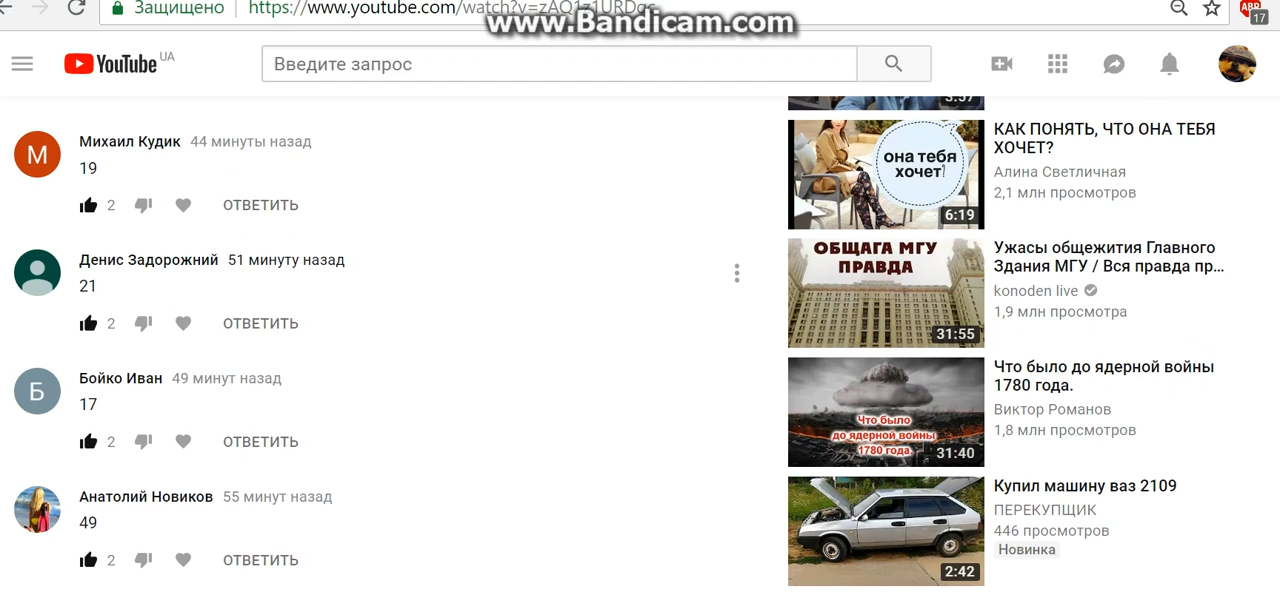 Защищено
https://www.youtube.com/watch?v=
www.Bandicam.com
ABP
17
YouTube UA
Введите запрос
3:57
Михаил Кудик 44 минуты назад
19
2 ОТВЕТИТЬ
Денис Задорожний 51 минуту назад
21
2 ОТВЕТИТЬ
Бойко Иван 49 минут назад
17
2 ОТВЕТИТЬ
Анатолий Новиков 55 минут назад
49
2 ОТВЕТИТЬ
М
Б
она тебя
хочет?
6:19
КАК ПОНЯТЬ, ЧТО ОНА ТЕБЯ
ХОЧЕТ?
Алина Светличная
2,1 млн просмотров
ОБЩАГА МГУ
ПРАВДА
31:55
Ужасы общежития Главного
Здания МГУ / Вся правда пр...
konoden live
1,9 млн просмотра
Что было
до ядерной войны
1780 года.
31:40
Что было до ядерной войны
1780 года.
Виктор Романов
1,8 млн просмотров
2:42
Купил машину ваз 2109
ПЕРЕКУПЩИК
446 просмотров
Новинка